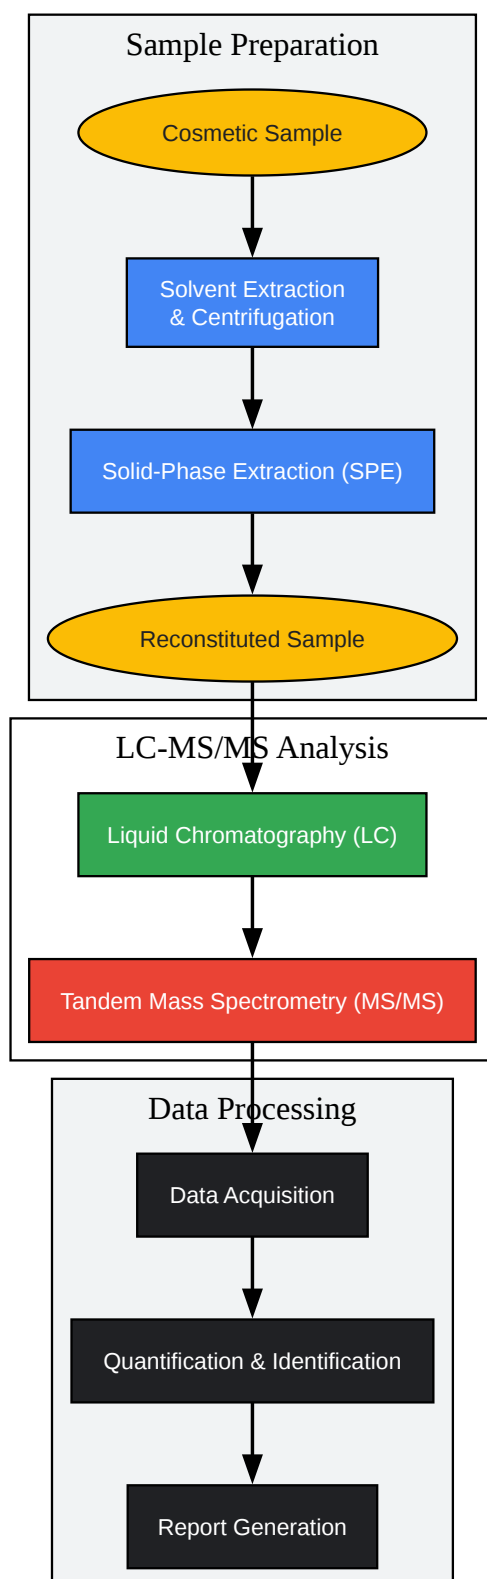 Sample Preparation
Cosmetic Sample
Solvent Extraction
& Centrifugation
Solid-Phase Extraction (SPE)
Reconstituted Sample
LC-MS/MS Analysis
Liquid Chromatography (LC)
Tandem Mass Spectrometry (MS/MS)
Data Processing
Data Acquisition
Quantification & Identification
Report Generation